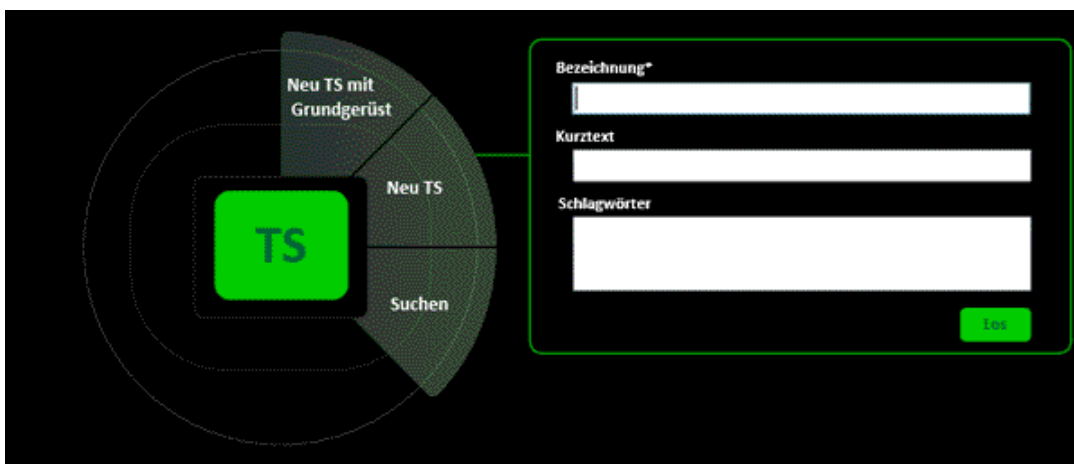 Neu TS mit
Grundgerüst
Neu TS
TS
Suchen
Bezeichnung*
Kurztext
Schlagwörter
Los